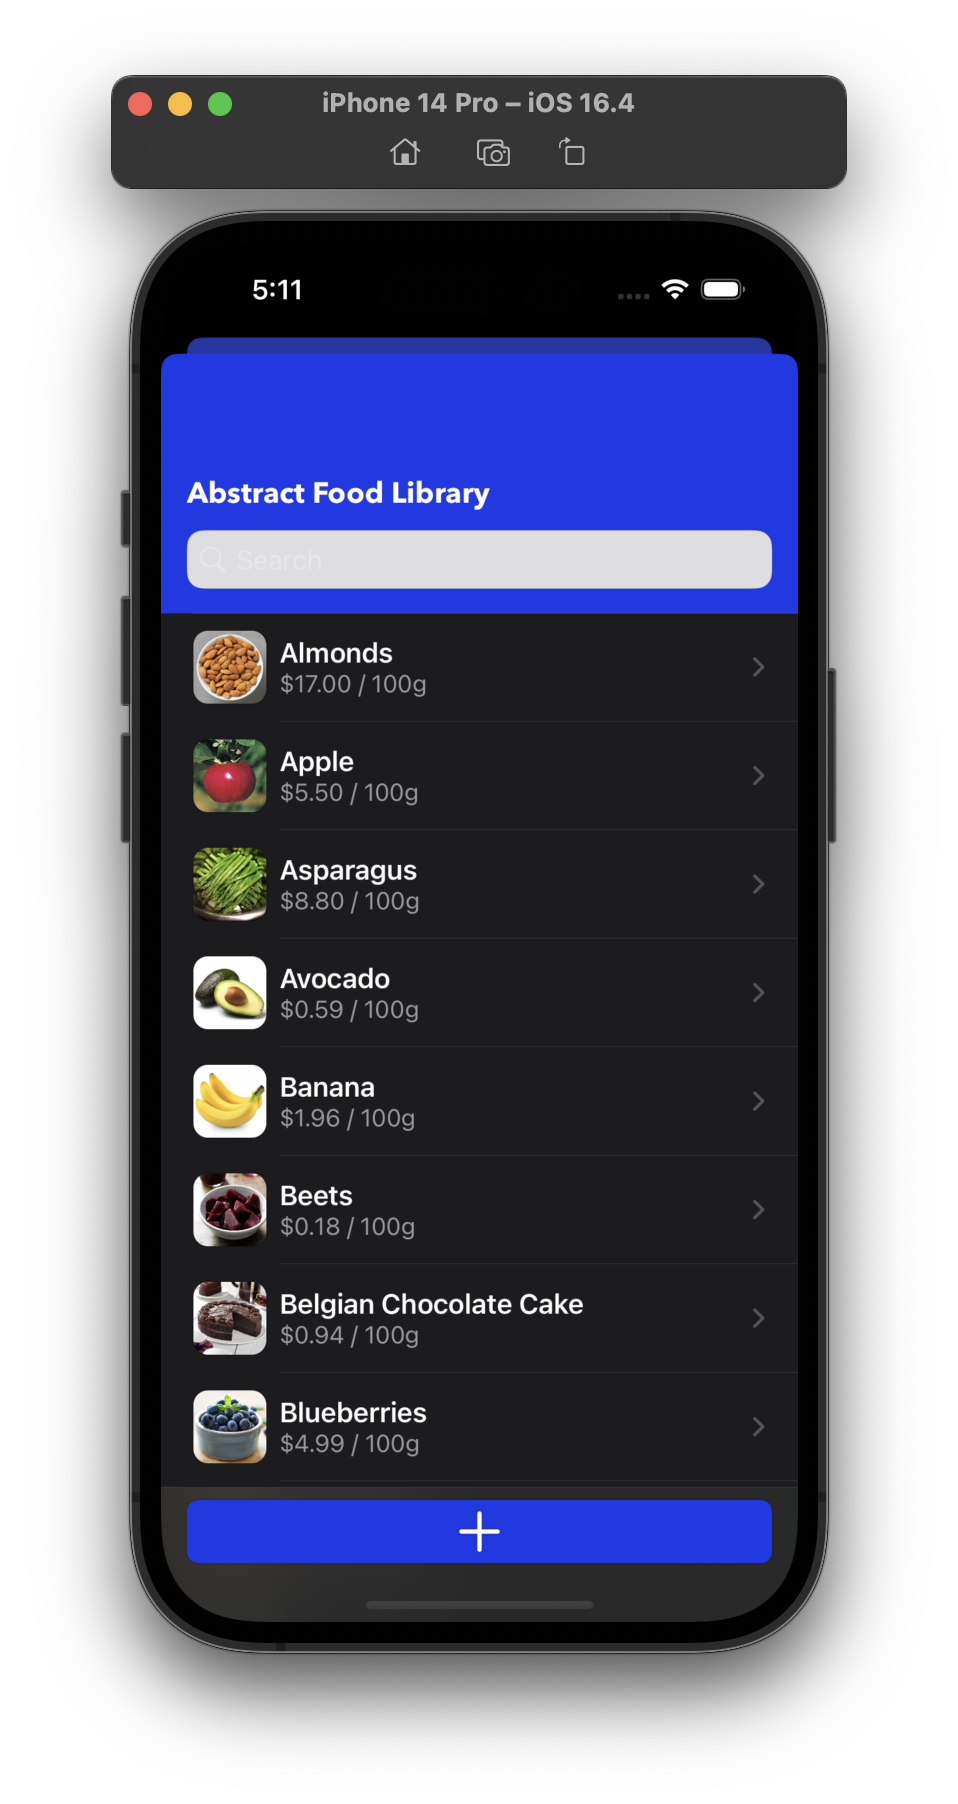 iPhone 14 Pro – iOS 16.4
5:11
Abstract Food Library
Search
Almonds
$17.00 / 100g
Apple
$5.50 / 100g
Asparagus
$8.80 / 100g
Avocado
$0.59 / 100g
Banana
$1.96 / 100g
Beets
$0.18 / 100g
Belgian Chocolate Cake
$0.94 / 100g
Blueberries
$4.99 / 100g